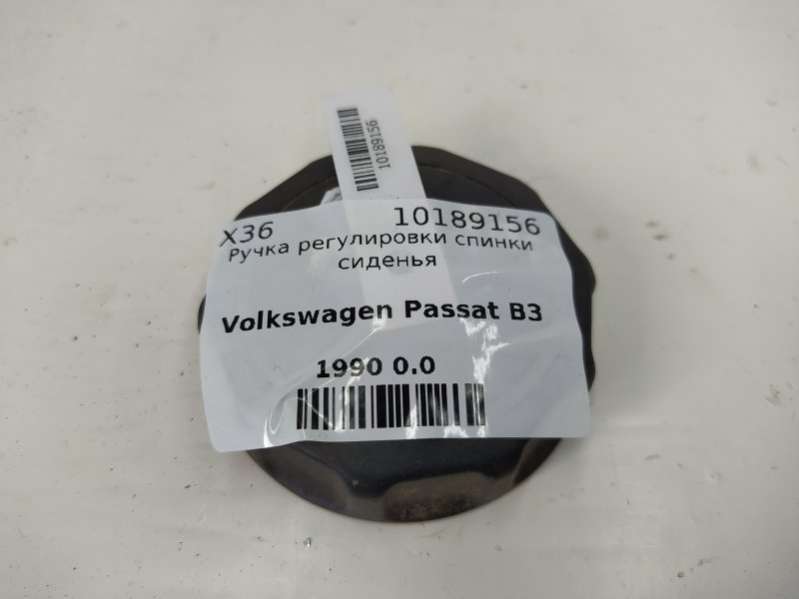 10189156
X36 10189156
Ручка регулировки спинки
сиденья
Volkswagen Passat B3
1990 0.0